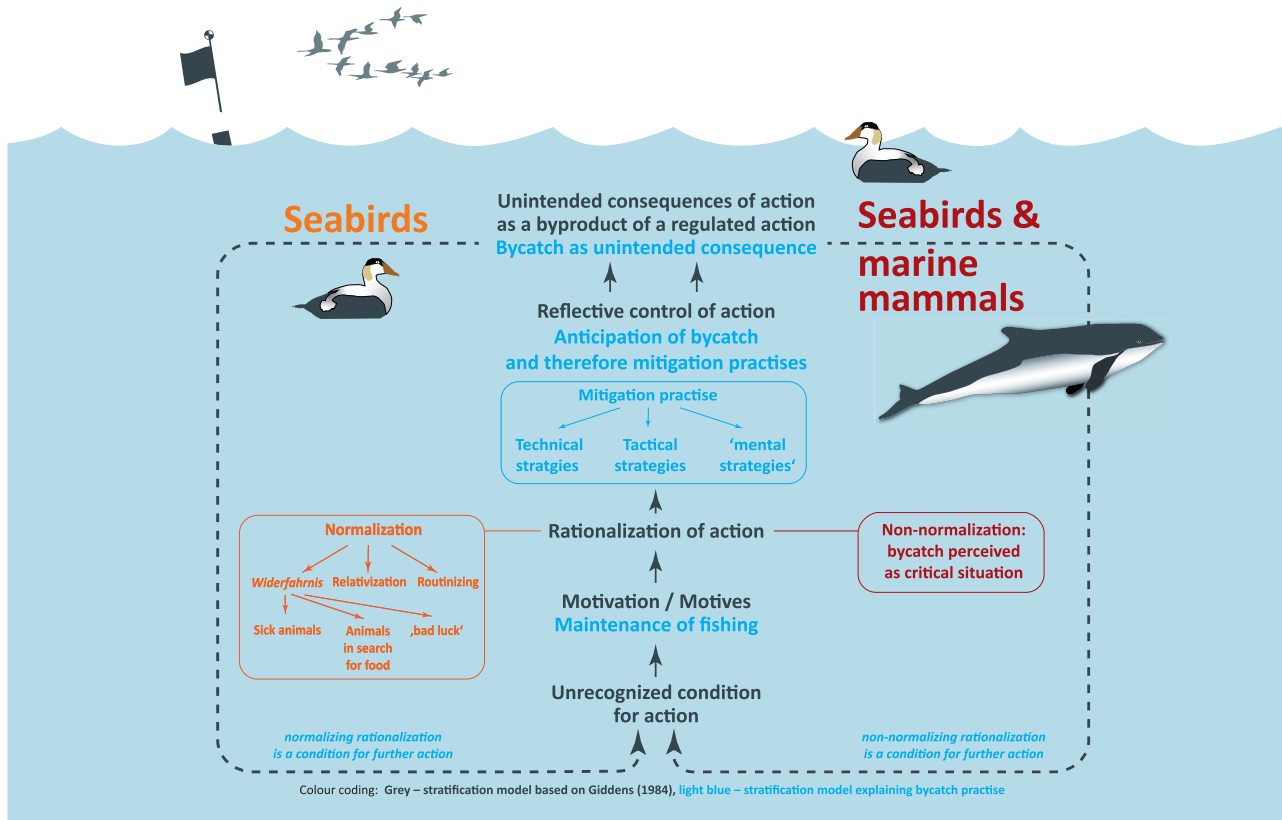 Seabirds
Unintended consequences of action
as a byproduct of a regulated action
Bycatch as unintended consequence
Seabirds &
marine
mammals
Reflective control of action
Anticipation of bycatch
and therefore mitigation practises
Mitigation practise
Technical
stratgies
Tactical
strategies
‘mental
strategies‘
Normalization
Widerfahrnis
Relativization
Routinizing
Sick animals
Animals
in search
for food
‚bad luck‘
Rationalization of action
Non-normalization:
bycatch perceived
as critical situation
Motivation / Motives
Maintenance of fishing
Unrecognized condition
for action
normalizing rationalization
is a condition for further action
non-normalizing rationalization
is a condition for further action
Colour coding: Grey – stratification model based on Giddens (1984), light blue – stratification model explaining bycatch practise